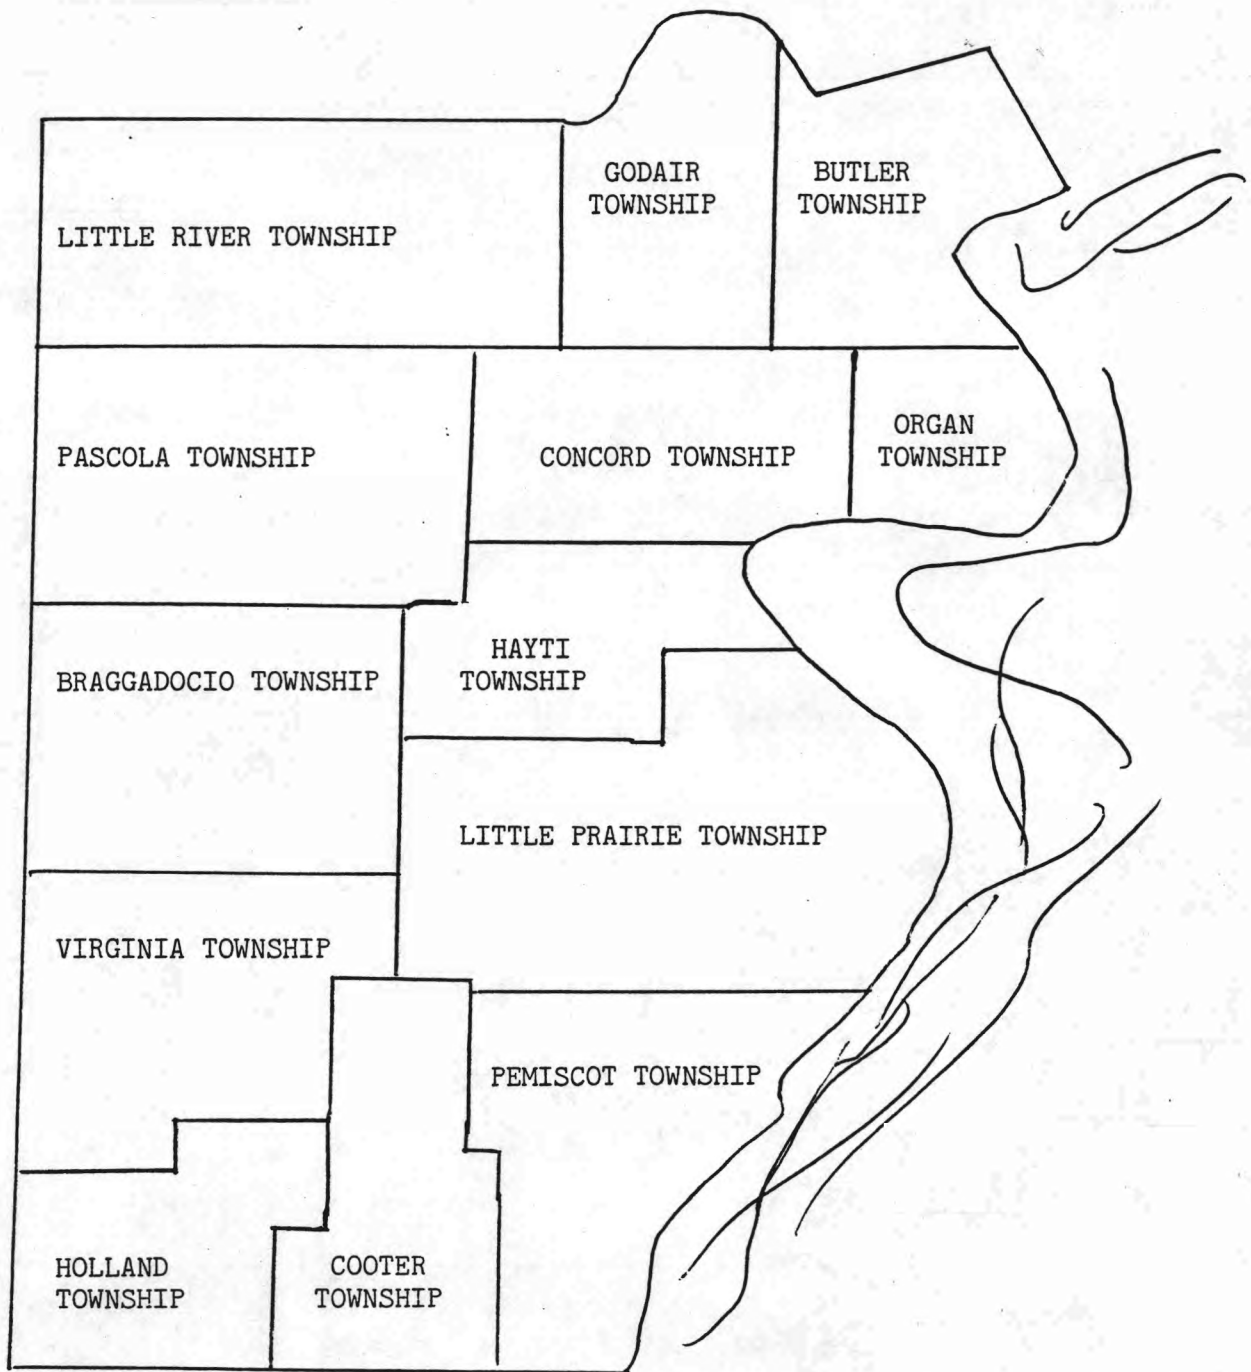 GODAIR
TOWNSHIP
BUTLER
TOWNSHIP
LITTLE RIVER TOWNSHIP
PASCOLA TOWNSHIP
CONCORD TOWNSHIP
ORGAN
TOWNSHIP
BRAGGADOCIO TOWNSHIP
HAYTI
TOWNSHIP
LITTLE PRAIRIE TOWNSHIP
VIRGINIA TOWNSHIP
PEMISCOT TOWNSHIP
HOLLAND
TOWNSHIP
COOTER
TOWNSHIP